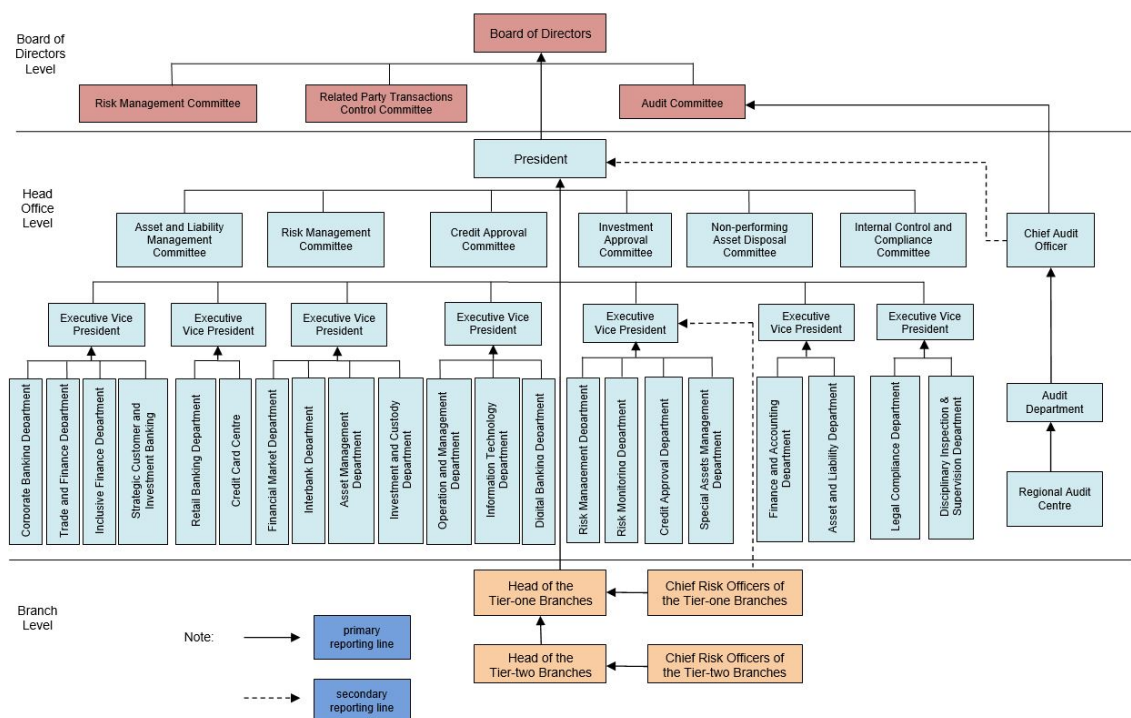 Board of
Directors
Level
Board of Directors
Risk Management Committee
Related Party Transactions
Control Committee
Audit Committee
Head
Office
Level
President
Asset and Liability
Management
Committee
Risk Management
Committee
Credit Approval
Committee
Investment
Approval
Committee
Non-performing
Asset Disposal
Committee
Internal Control and
Compliance
Committee
Chief Audit
Officer
Executive Vice
President
Executive
Vice President
Executive Vice
President
Executive Vice
President
Executive
Vice President
Executive
Vice President
Executive Vice
President
Corporate Banking Department
Trade and Finance Department
Inclusive Finance Department
Strategic Customer and
Investment Banking
Retail Banking Department
Credit Card Centre
Financial Market Department
Interbank Department
Asset Management
Department
Investment and Custody
Department
Operation and Management
Department
Information Technology
Department
Digital Banking Department
Risk Management Department
Risk Monitoring Department
Credit Approval Department
Special Assets Management
Department
Finance and Accounting
Department
Asset and Liability Department
Legal Compliance Department
Disciplinary Inspection &
Supervision Department
Audit
Department
Regional Audit
Centre
Branch
Level
Head of the
Tier-one Branches
Chief Risk Officers of
the Tier-one Branches
Head of the
Tier-two Branches
Chief Risk Officers of
the Tier-two Branches
Note:
primary
reporting line
secondary
reporting line